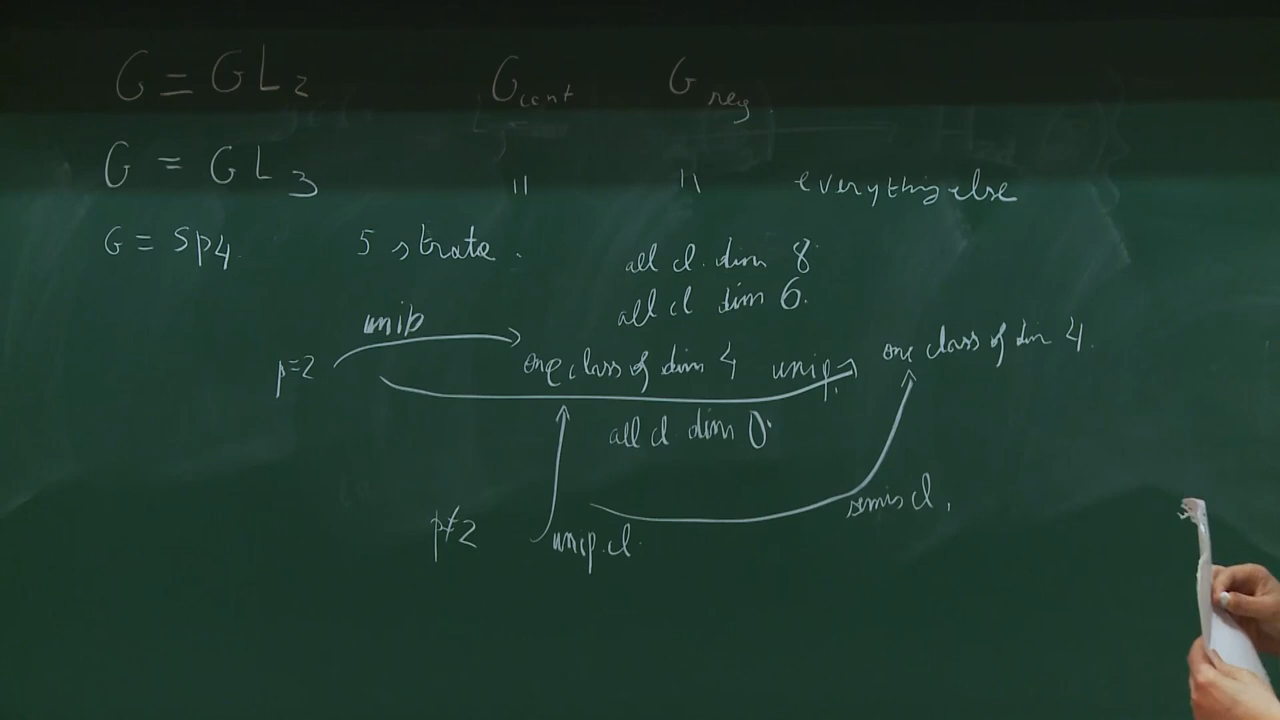 G = GL2 Gcent Greg
G = GL3 " " everything else
G = Sp4 5 strata.
all cl. dim 8
all cl dim 6.
unip
p=2 one class of dim 4 unip. one class of dim 4.
all cl dim 0.
semis cl.
p≠2 unip. cl.